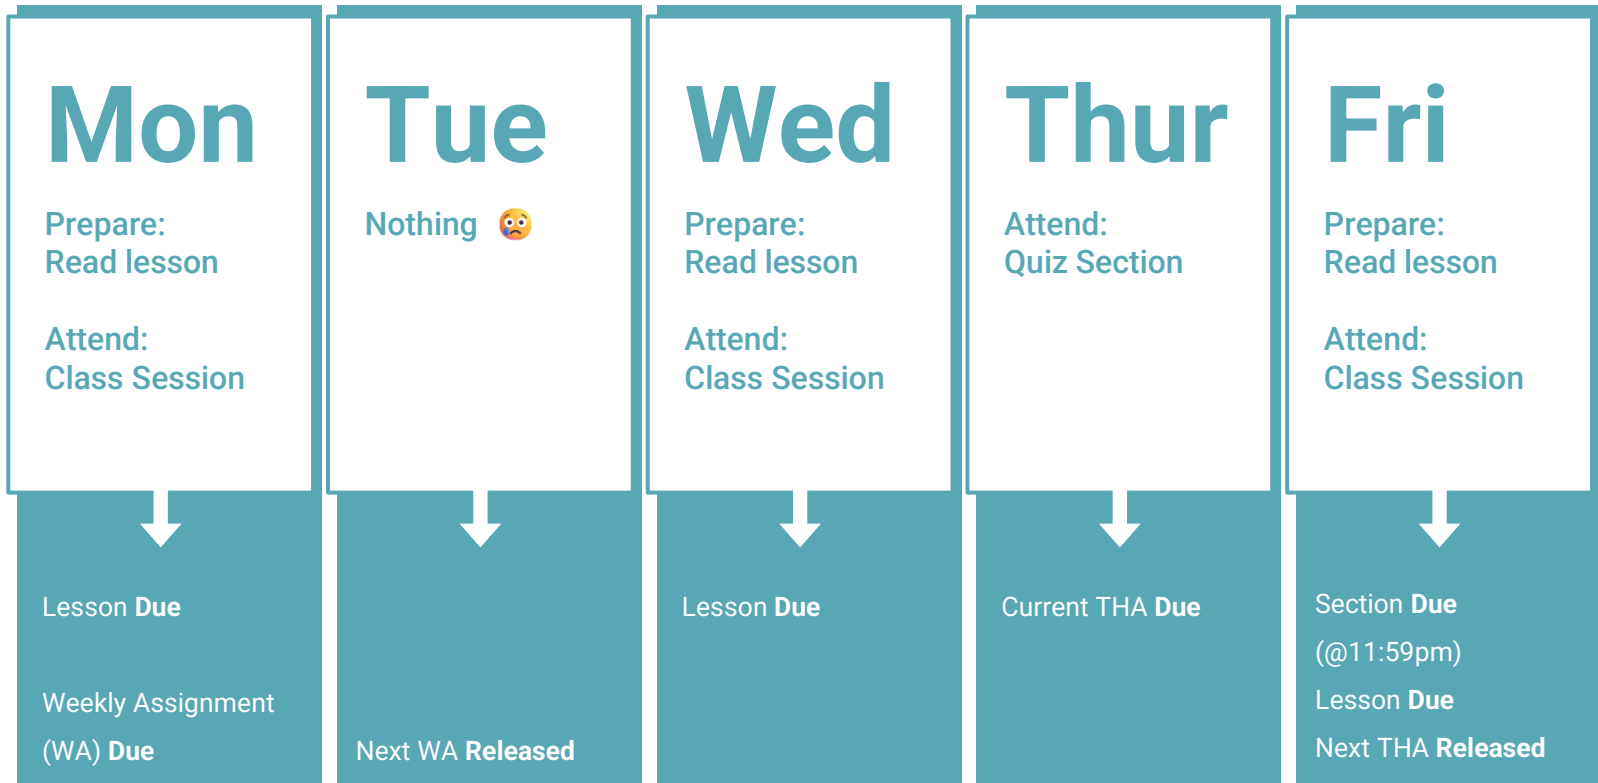 Mon
Prepare:
Read lesson
Attend:
Class Session
Lesson Due
Weekly Assignment
(WA) Due
Tue
Nothing 😢
Next WA Released
Wed
Prepare:
Read lesson
Attend:
Class Session
Lesson Due
Thur
Attend:
Quiz Section
Current THA Due
Fri
Prepare:
Read lesson
Attend:
Class Session
Section Due
(@11:59pm)
Lesson Due
Next THA Released